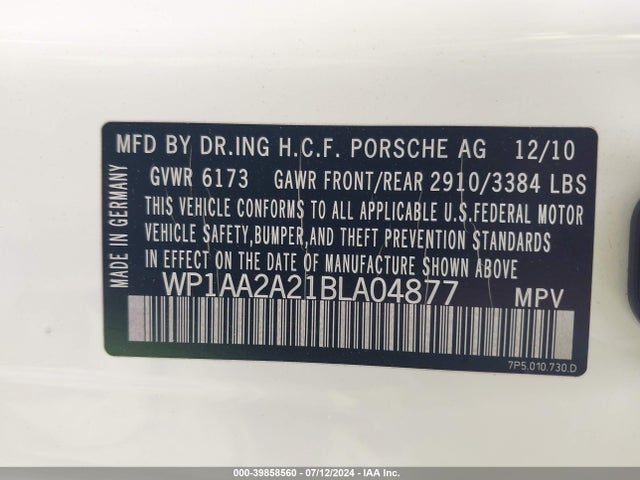 MFD BY DR.ING H.C.F. PORSCHE AG 12/10
GVWR 6173 GAWR FRONT/REAR 2910/3384 LBS
THIS VEHICLE CONFORMS TO ALL APPLICABLE U.S.FEDERAL MOTOR
VEHICLE SAFETY,BUMPER,AND THEFT PREVENTION STANDARDS
IN EFFECT ON THE DATE OF MANUFACTURE SHOWN ABOVE
MADE IN GERMANY
WP1AA2A21BLA04877 MPV
7P5.010.730.D
000-39858560 - 07/12/2024 - IAA Inc.